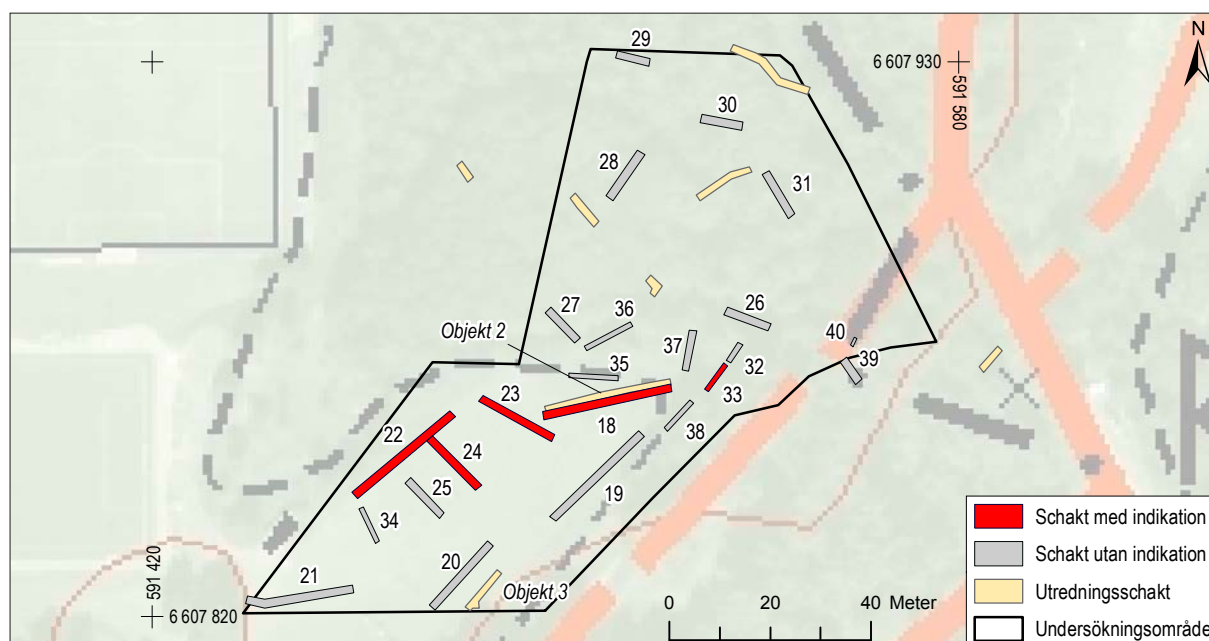 29
6 607 930
591 580
N
30
28
31
27
36
26
Objekt 2
37
40
35
32
39
23
33
22
18
38
24
25
19
34
20
21
Objekt 3
591 420
6 607 820
0 20 40 Meter
Schakt med indikation
Schakt utan indikation
Utredningsschakt
Undersökningsområde